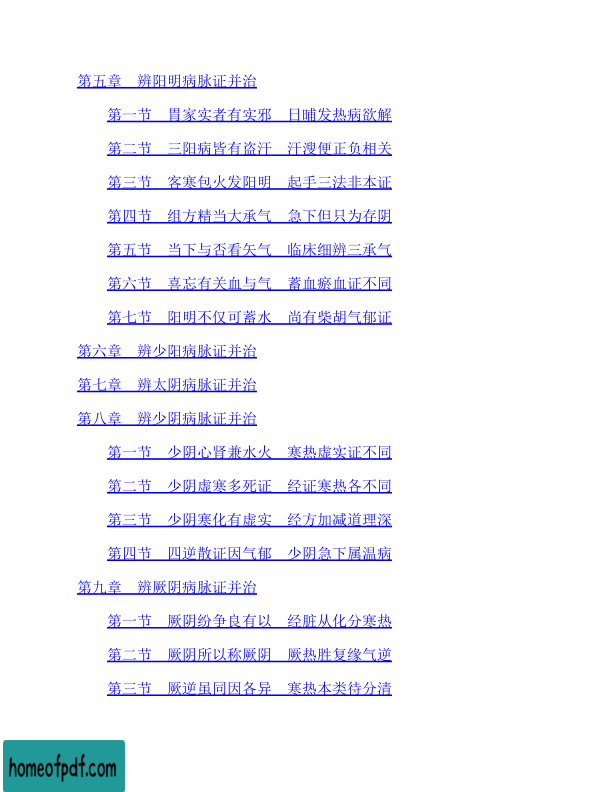 第五章　辨阳明病脉证并治
第一节　胃家实者有实邪　日晡发热病欲解
第二节　三阳病皆有盗汗　汗溲便正负相关
第三节　客寒包火发阳明　起手三法非本证
第四节　组方精当大承气　急下但只为存阴
第五节　当下与否看矢气　临床细辨三承气
第六节　喜忘有关血与气　蓄血瘀血证不同
第七节　阳明不仅可蓄水　尚有柴胡气郁证
第六章　辨少阳病脉证并治
第七章　辨太阴病脉证并治
第八章　辨少阴病脉证并治
第一节　少阴心肾兼水火　寒热虚实证不同
第二节　少阴虚寒多死证　经证寒热各不同
第三节　少阴寒化有虚实　经方加减道理深
第四节　四逆散证因气郁　少阴急下属温病
第九章　辨厥阴病脉证并治
第一节　厥阴纷争良有以　经脏从化分寒热
第二节　厥阴所以称厥阴　厥热胜复缘气逆
第三节　厥逆虽同因各异　寒热本类待分清
homeofpdf.com